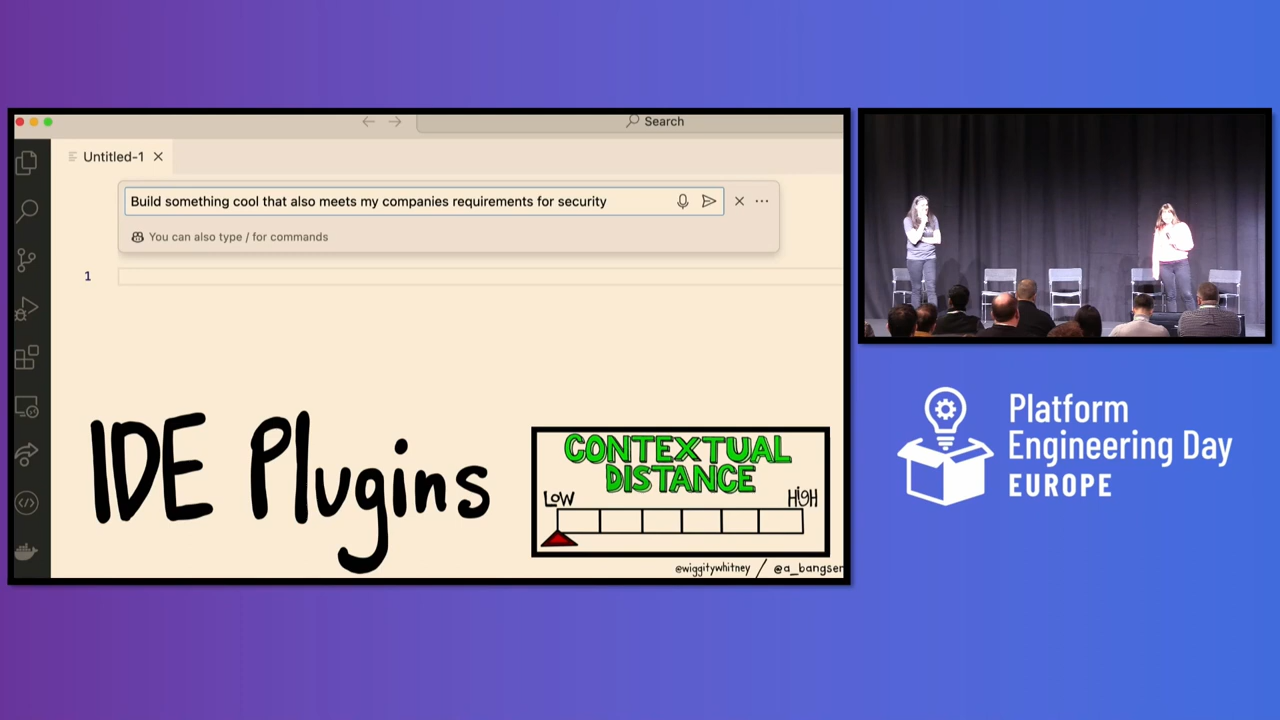 Search
Untitled-1
Build something cool that also meets my companies requirements for security
You can also type / for commands
1
IDE Plugins
CONTEXTUAL
DISTANCE
LOW
HIGH
@wiggitywhitney / @a_bangser
Platform
Engineering Day
EUROPE